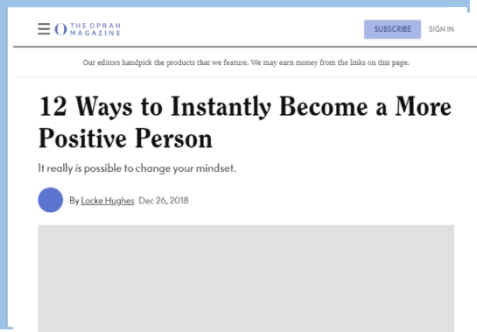 THE OPRAH
MAGAZINE
SUBSCRIBE
SIGN IN
Our editors handpick the products that we feature. We may earn money from the links on this page.
12 Ways to Instantly Become a More
Positive Person
It really is possible to change your mindset.
By Locke Hughes Dec 26, 2018